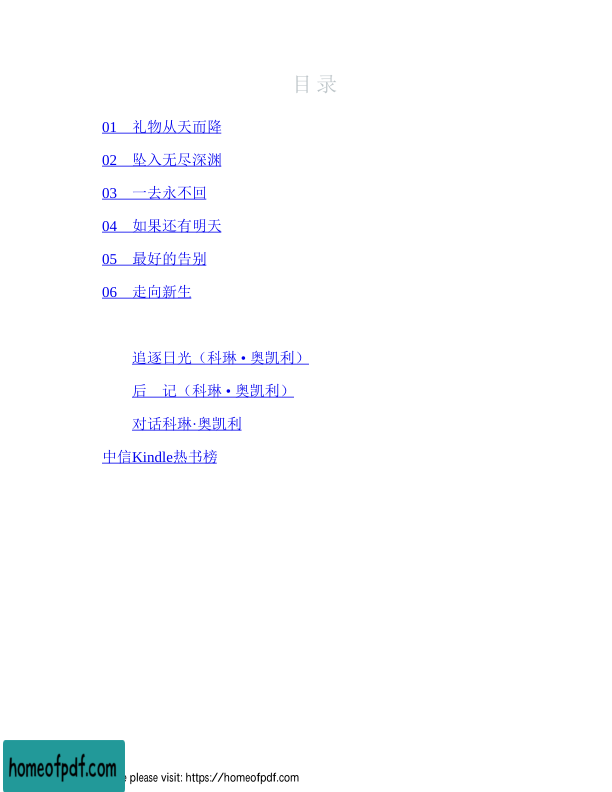 目 录
01　礼物从天而降
02　坠入无尽深渊
03　一去永不回
04　如果还有明天
05　最好的告别
06　走向新生
追逐日光（科琳•奥凯利）
后　记（科琳•奥凯利）
对话科琳·奥凯利
中信Kindle热书榜
homeofpdf.com
please visit: https://homeofpdf.com